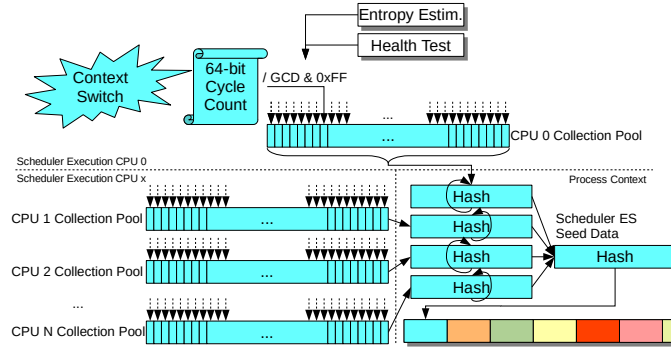 Entropy Estim.
Health Test
Context
Switch
64-bit
Cycle
Count
/ GCD & 0xFF
...
...
CPU 0 Collection Pool
Scheduler Execution CPU 0
Scheduler Execution CPU x
Process Context
CPU 1 Collection Pool
...
CPU 2 Collection Pool
...
...
CPU N Collection Pool
...
Hash
Hash
Hash
Hash
Scheduler ES
Seed Data
Hash